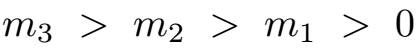 m₃ > m₂ > m₁ > 0